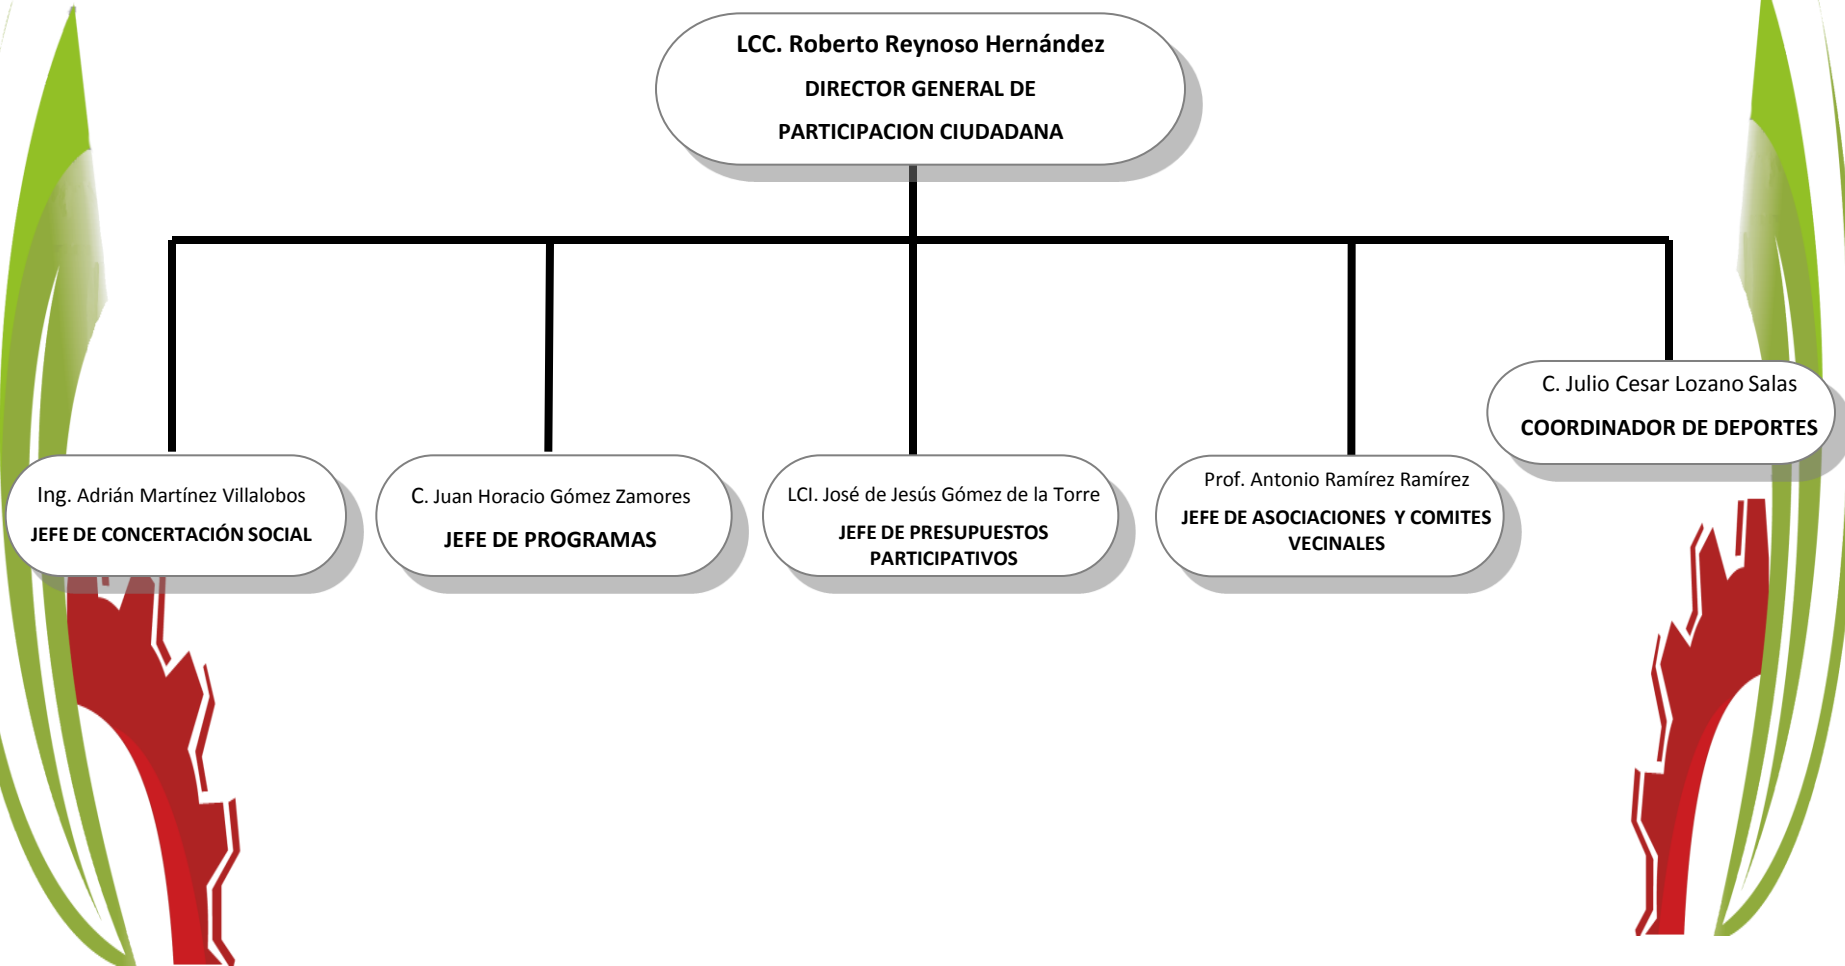 LCC. Roberto Reynoso Hernández
DIRECTOR GENERAL DE
PARTICIPACION CIUDADANA
Ing. Adrián Martínez Villalobos
JEFE DE CONCERTACIÓN SOCIAL
C. Juan Horacio Gómez Zamores
JEFE DE PROGRAMAS
LCI. José de Jesús Gómez de la Torre
JEFE DE PRESUPUESTOS
PARTICIPATIVOS
Prof. Antonio Ramírez Ramírez
JEFE DE ASOCIACIONES Y COMITES
VECINALES
C. Julio Cesar Lozano Salas
COORDINADOR DE DEPORTES